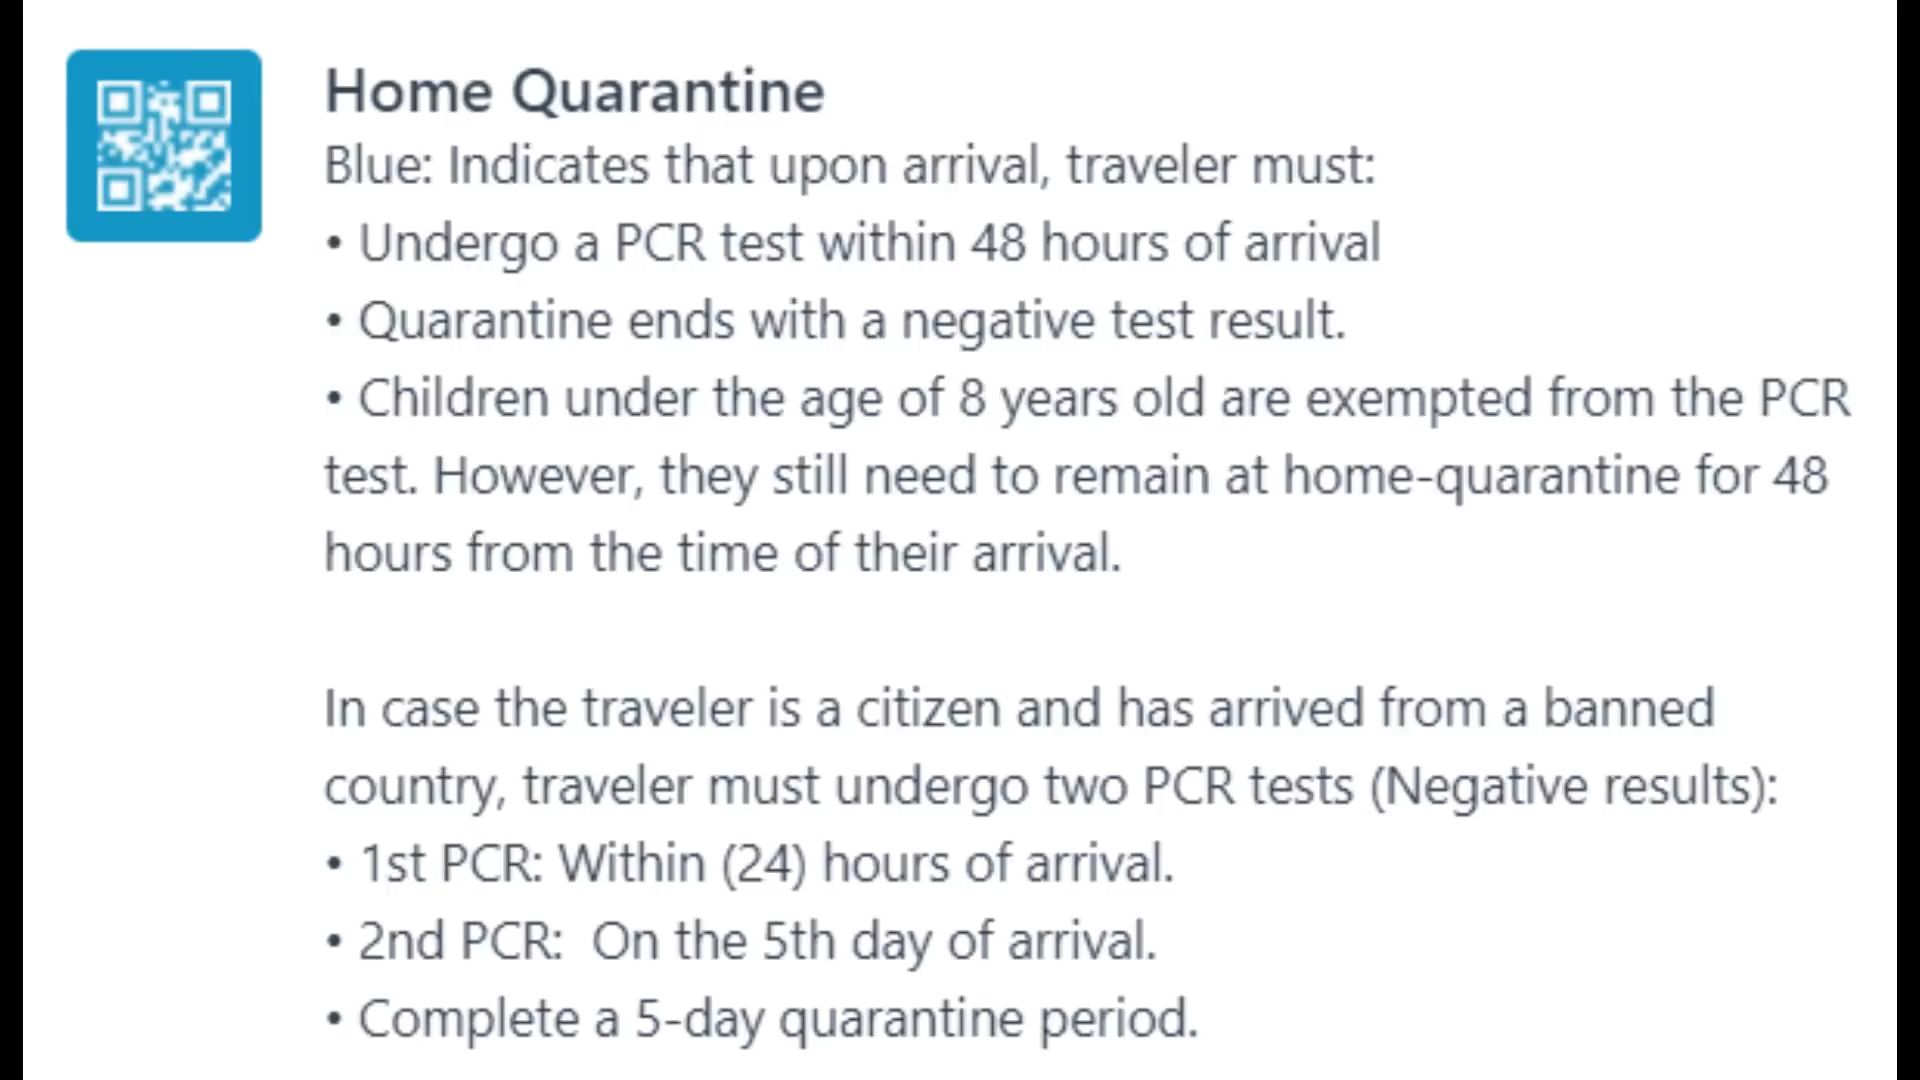 Home Quarantine
Blue: Indicates that upon arrival, traveler must:
• Undergo a PCR test within 48 hours of arrival
• Quarantine ends with a negative test result.
• Children under the age of 8 years old are exempted from the PCR
test. However, they still need to remain at home-quarantine for 48
hours from the time of their arrival.
In case the traveler is a citizen and has arrived from a banned
country, traveler must undergo two PCR tests (Negative results):
• 1st PCR: Within (24) hours of arrival.
• 2nd PCR:  On the 5th day of arrival.
• Complete a 5-day quarantine period.